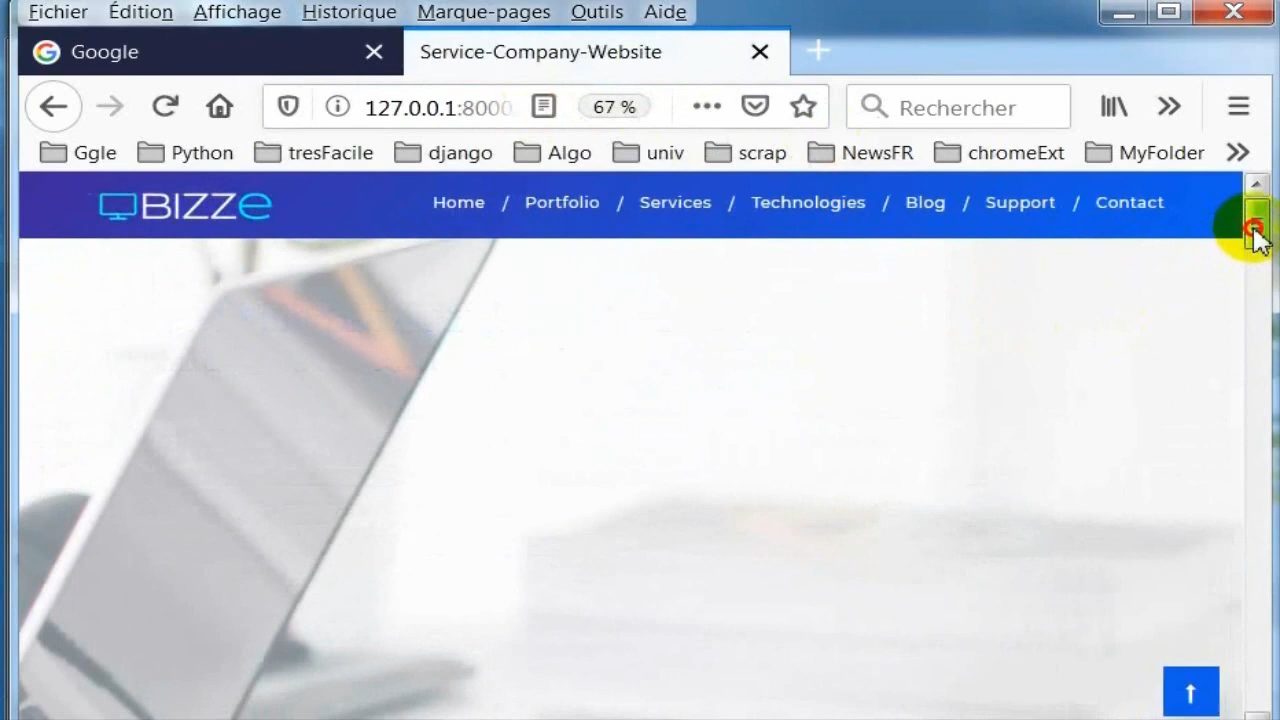 Fichier Édition Affichage Historique Marque-pages Outils Aide
Google Service-Company-Website
127.0.0.1:8000 67 % Rechercher
Ggle Python tresFacile django Algo univ scrap NewsFR chromeExt MyFolder
BIZZe Home / Portfolio / Services / Technologies / Blog / Support / Contact